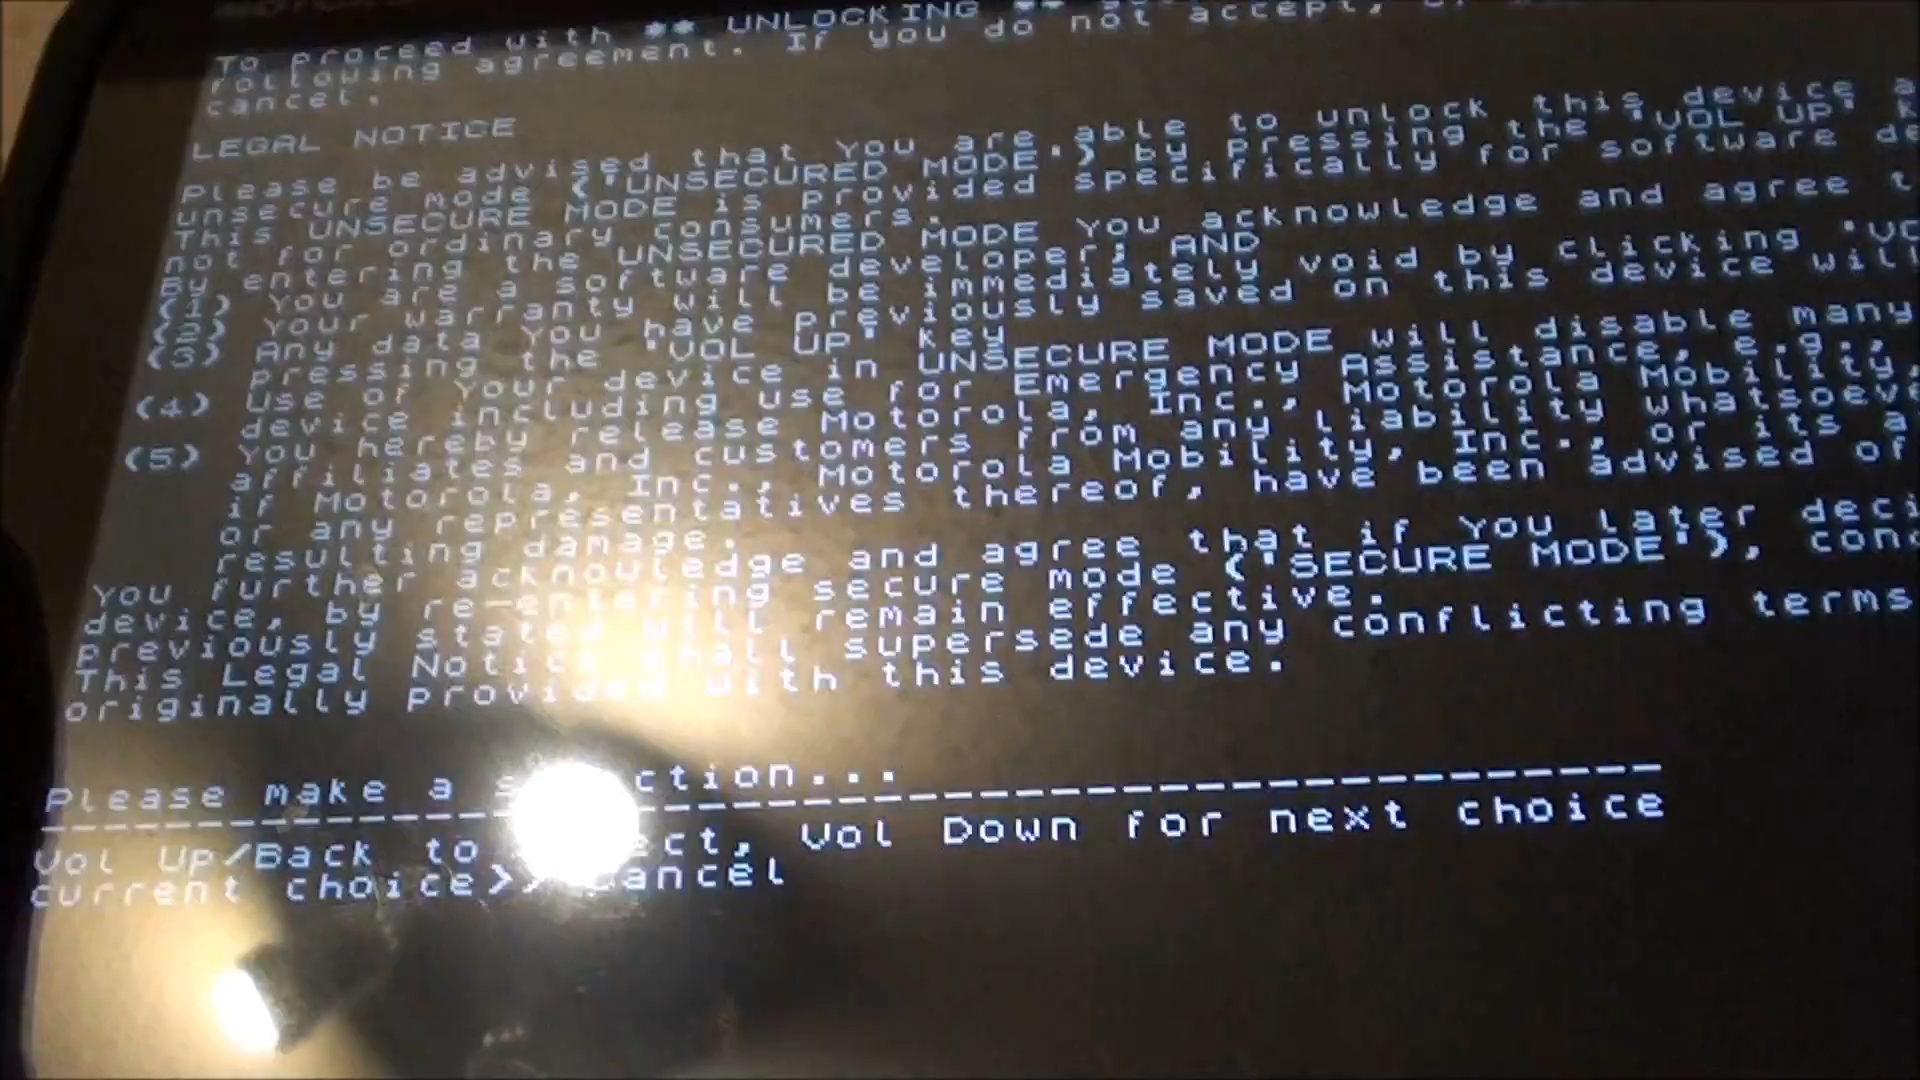 To proceed with ** UNLOCKING **
following agreement. If you do not accept,
cancel.
LEGAL NOTICE
Please be advised that You are able to unlock this device
unsecure mode ("UNSECURED MODE") by pressing the "VOL UP"
This UNSECURE MODE is provided specifically for software
not for ordinary consumers.
By entering the UNSECURED MODE You acknowledge and agree
(1) You are a software developer; AND
(2) Your warranty will be immediately void by clicking
(3) Any data You have previously saved on this device will
pressing the "VOL UP" key
(4) Use of Your device in UNSECURE MODE will disable many
device including use for Emergency Assistance, e.g.,
(5) You hereby release Motorola, Inc., Motorola Mobility,
affiliates and customers from any liability
if Motorola, Inc., Motorola Mobility, Inc., or its
or any representatives thereof, have been advised of
resulting damage.
You further acknowledge and agree that if You later
device, by re-entering secure mode ("SECURE MODE"),
previously stated will remain effective.
This Legal Notice shall supersede any conflicting terms
originally provided with this device.
Please make a s ction...
Vol Up/Back to ect, Vol Down for next choice
current choice>> Cancel